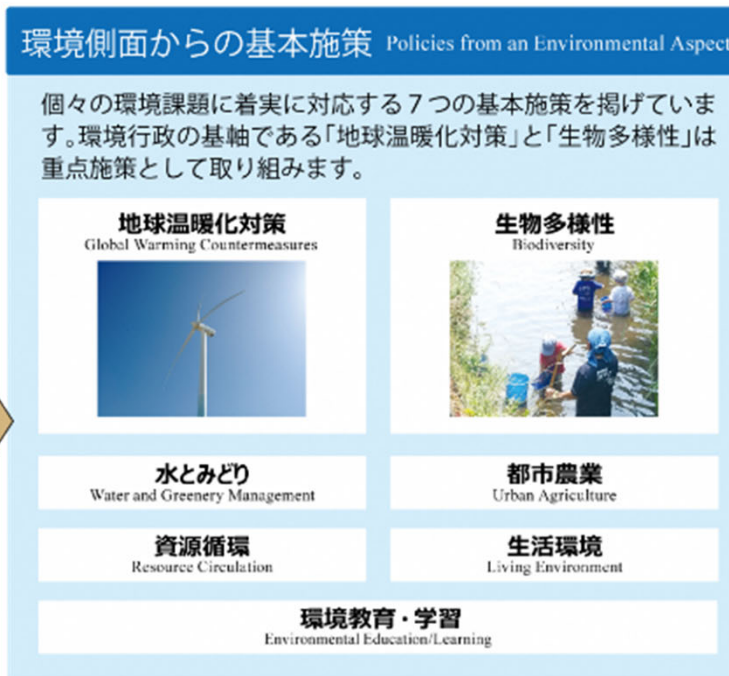 環境側面からの基本施策 Policies from an Environmental Aspect
個々の環境課題に着実に対応する７つの基本施策を掲げていま
す。環境行政の基軸である「地球温暖化対策」と「生物多様性」は
重点施策として取り組みます。
地球温暖化対策
Global Warming Countermeasures
生物多様性
Biodiversity
水とみどり
Water and Greenery Management
都市農業
Urban Agriculture
資源循環
Resource Circulation
生活環境
Living Environment
環境教育・学習
Environmental Education/Learning